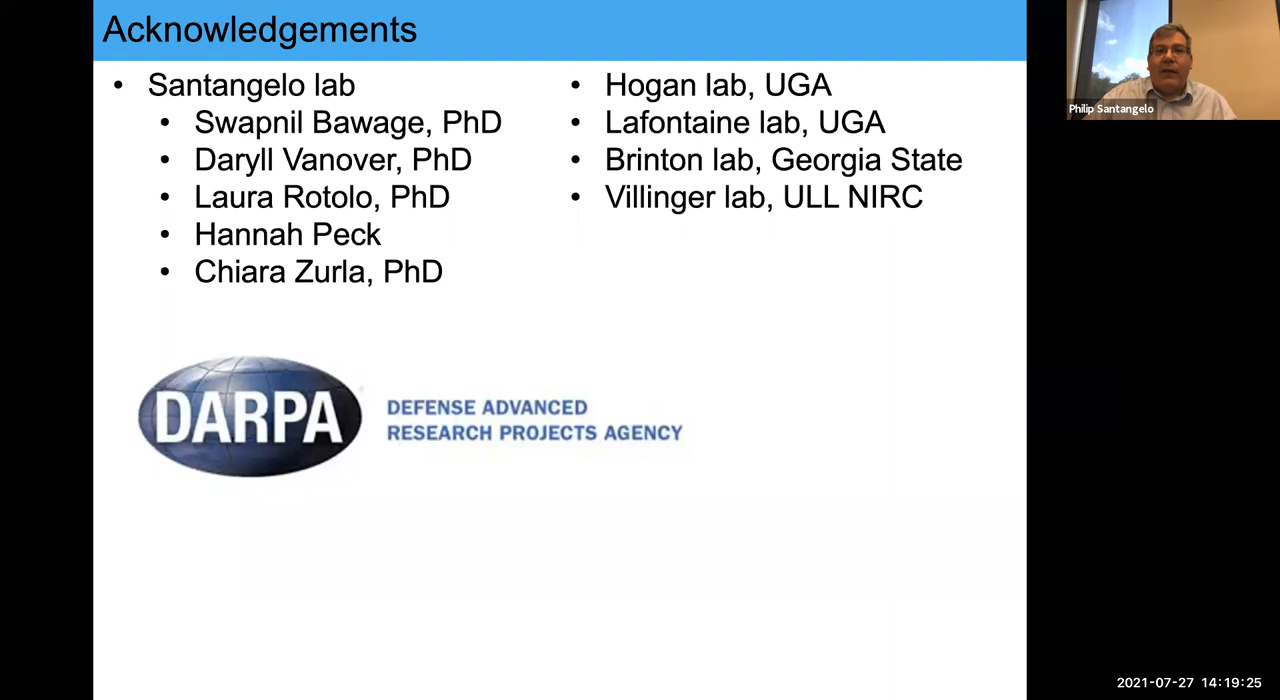 Acknowledgements
• Santangelo lab
• Swapnil Bawage, PhD
• Daryll Vanover, PhD
• Laura Rotolo, PhD
• Hannah Peck
• Chiara Zurla, PhD
• Hogan lab, UGA
• Lafontaine lab, UGA
• Brinton lab, Georgia State
• Villinger lab, ULL NIRC
DARPA
DEFENSE ADVANCED
RESEARCH PROJECTS AGENCY
Philip Santangelo
2021-07-27 14:19:25